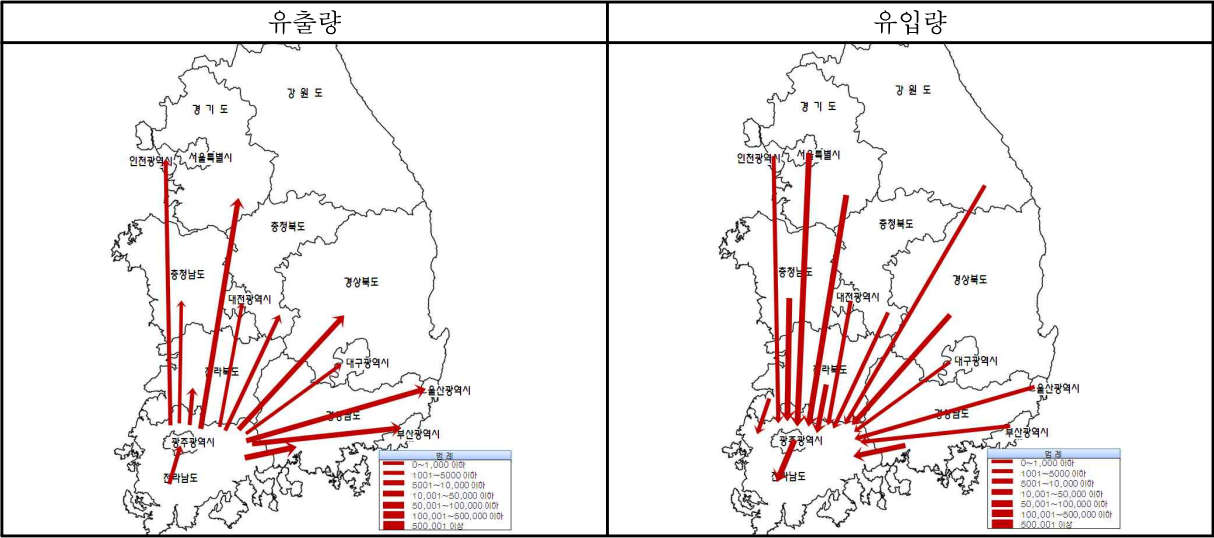 유출량
유입량
강 원 도
경 기 도
인천광역시
서울특별시
충청북도
충청남도
경상북도
대전광역시
전라북도
대구광역시
울산광역시
경상남도
부산광역시
광주광역시
전라남도
범 례
0~1,000 이하
1001~5000 이하
5001~10,000 이하
10,001~50,000 이하
50,001~100,000 이하
100,001~500,000 이하
500,001 이상
강 원 도
경 기 도
인천광역시
서울특별시
충청북도
충청남도
경상북도
대전광역시
대구광역시
전라북도
울산광역시
경상남도
부산광역시
광주광역시
전라남도
범 례
0~1,000 이하
1001~5000 이하
5001~10,000 이하
10,001~50,000 이하
50,001~100,000 이하
100,001~500,000 이하
500,001 이상